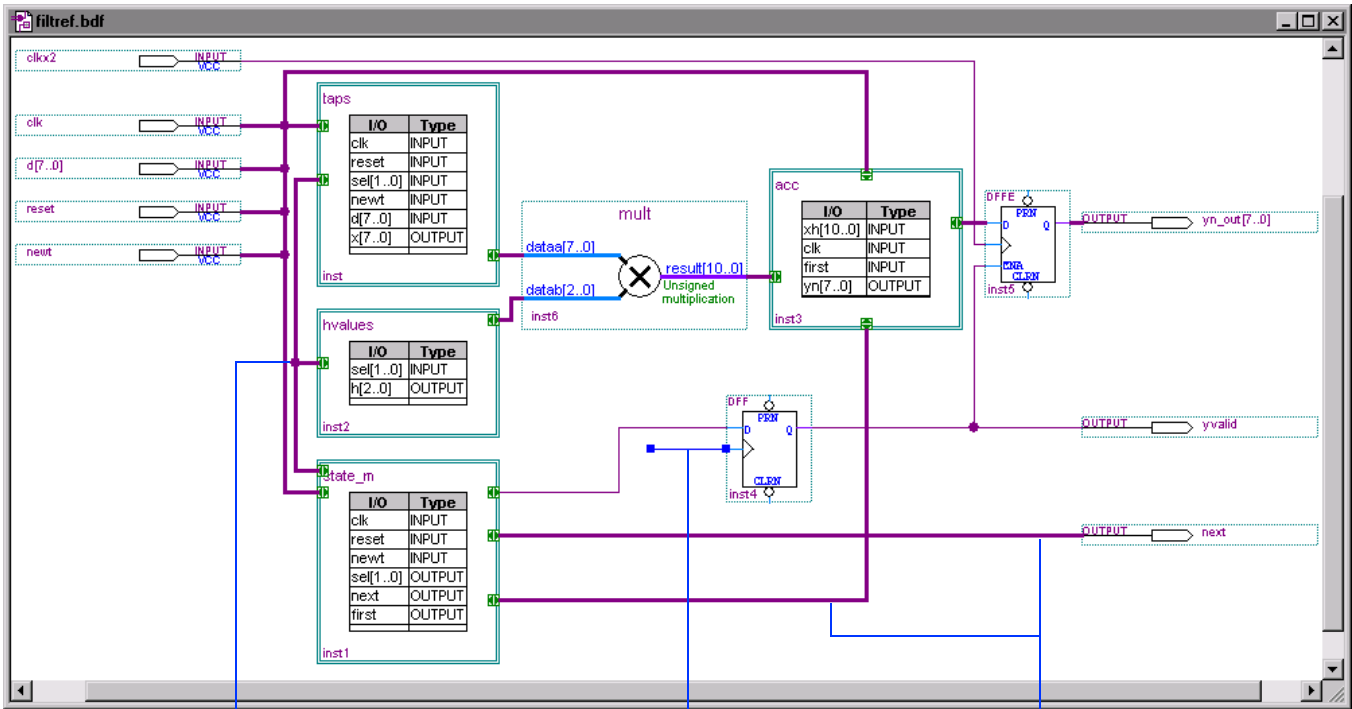 filtref.bdf
clkx2 INPUT VCC
clk INPUT VCC
d[7..0] INPUT VCC
reset INPUT VCC
newt INPUT VCC
taps
I/O Type
clk INPUT
reset INPUT
sel[1..0] INPUT
newt INPUT
d[7..0] INPUT
x[7..0] OUTPUT
inst
hvalues
I/O Type
sel[1..0] INPUT
h[2..0] OUTPUT
inst2
state_m
I/O Type
clk INPUT
reset INPUT
newt INPUT
sel[1..0] OUTPUT
next OUTPUT
first OUTPUT
inst1
mult
dataa[7..0]
datab[2..0]
result[10..0]
Unsigned
multiplication
inst6
acc
I/O Type
xh[10..0] INPUT
clk INPUT
first INPUT
yn[7..0] OUTPUT
inst3
DFF
PRN
D Q
CLRN
inst4
DFFE
PRN
D Q
ENA
CLRN
inst5
OUTPUT yn_out[7..0]
OUTPUT yvalid
OUTPUT next